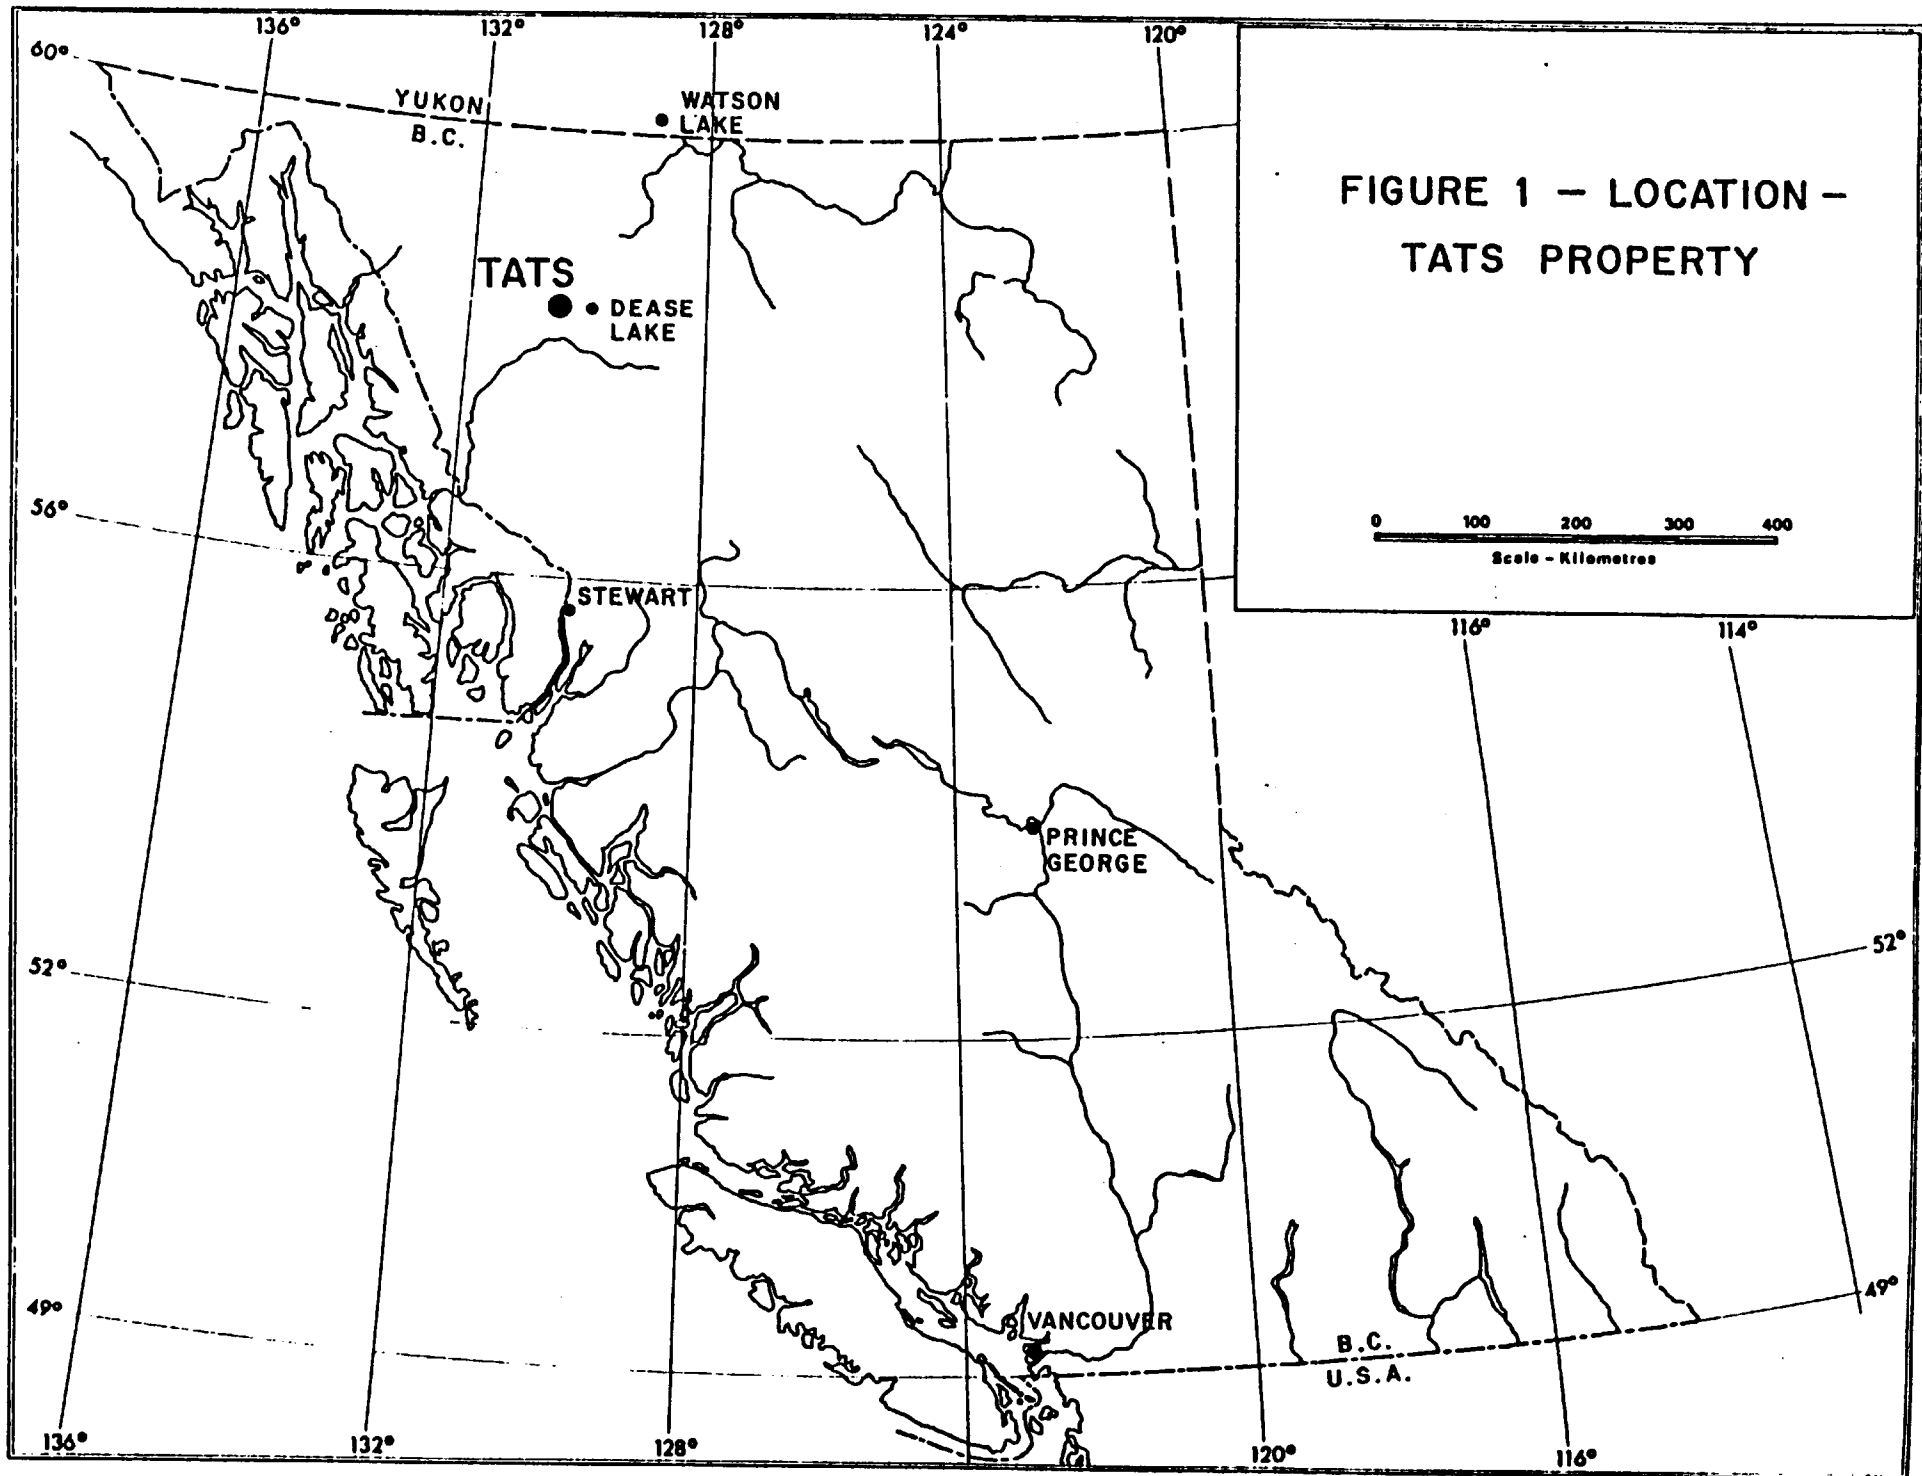 136°
132°
128°
124°
120°
60°
YUKON
B.C.
WATSON
LAKE
FIGURE 1 – LOCATION –
TATS PROPERTY
TATS
DEASE
LAKE
56°
0 100 200 300 400
Scale – Kilometres
STEWART
116°
114°
PRINCE
GEORGE
52°
52°
49°
49°
VANCOUVER
B.C.
U.S.A.
136°
132°
128°
120°
116°